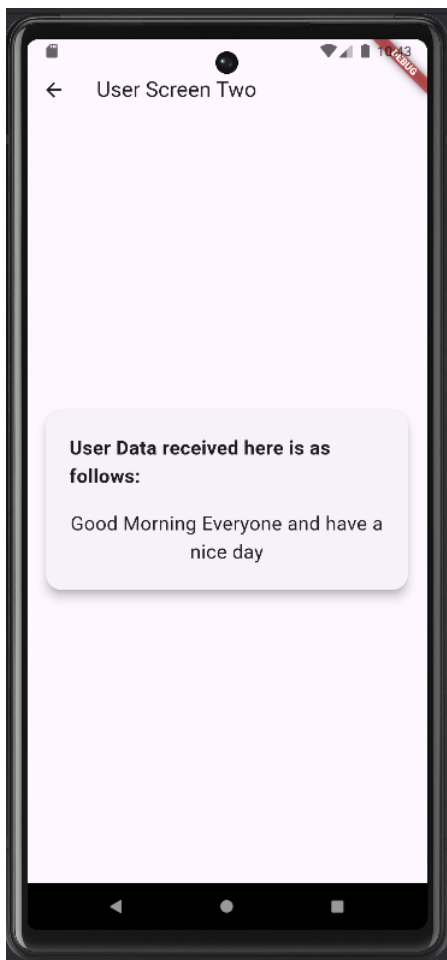 10:43
DEBUG
User Screen Two
User Data received here is as
follows:
Good Morning Everyone and have a
nice day